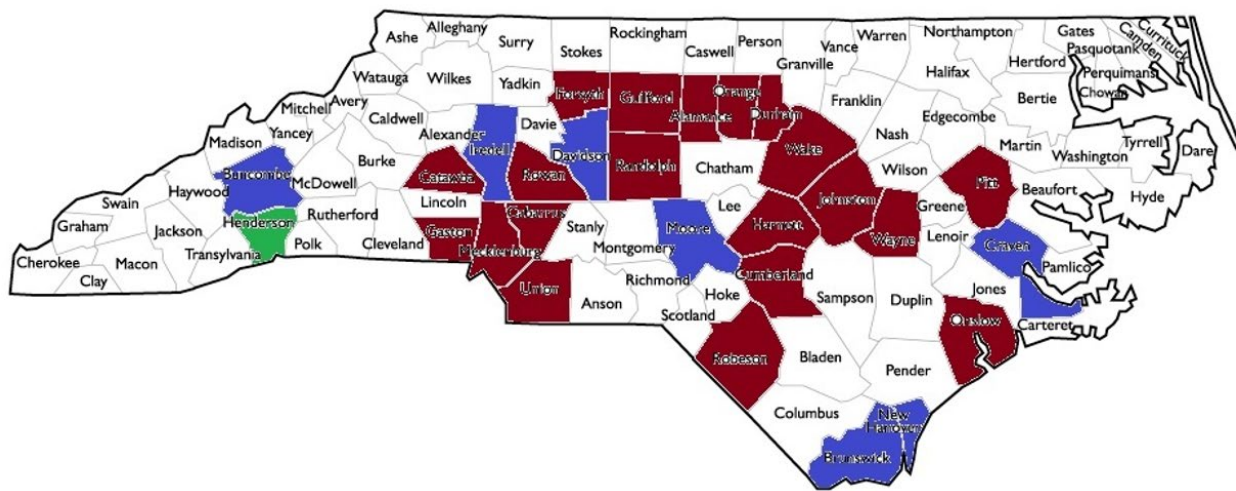 Ashe
Alleghany
Surry
Stokes
Rockingham
Caswell
Person
Granville
Vance
Warren
Northampton
Gates
Currituck
Camden
Pasquotank
Hertford
Perquimans
Halifax
Watauga
Wilkes
Yadkin
Forsyth
Guilford
Alamance
Orange
Durham
Franklin
Bertie
Mitchell
Avery
Caldwell
Alexander
Iredell
Davie
Davidson
Randolph
Chatham
Wake
Nash
Edgecombe
Martin
Washington
Tyrrell
Dare
Madison
Yancey
Burke
Catawba
Rowan
Wilson
Pitt
Beaufort
Hyde
Haywood
Buncombe
McDowell
Lincoln
Lee
Johnston
Greene
Swain
Graham
Jackson
Henderson
Rutherford
Polk
Cleveland
Gaston
Mecklenburg
Cabarrus
Stanly
Montgomery
Moore
Harnett
Wayne
Lenoir
Craven
Pamlico
Cherokee
Macon
Clay
Transylvania
Union
Anson
Richmond
Hoke
Scotland
Cumberland
Sampson
Duplin
Jones
Onslow
Carteret
Robeson
Bladen
Pender
Columbus
New
Hanover
Brunswick